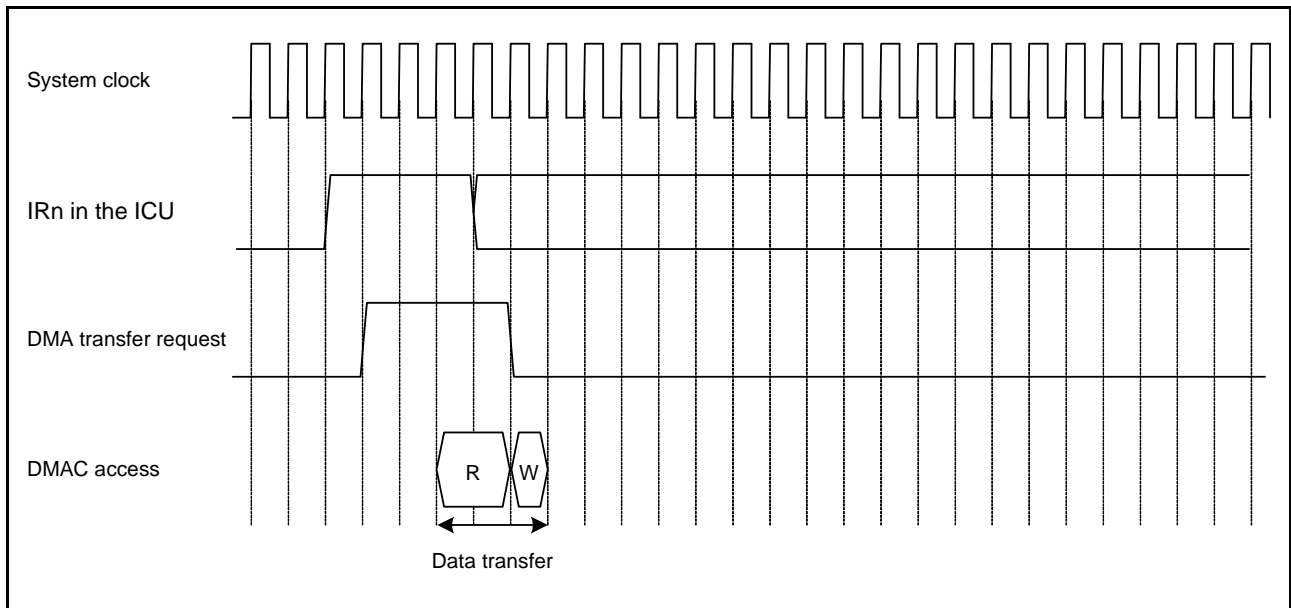 System clock
IRn in the ICU
DMA transfer request
DMAC access
R
W
Data transfer